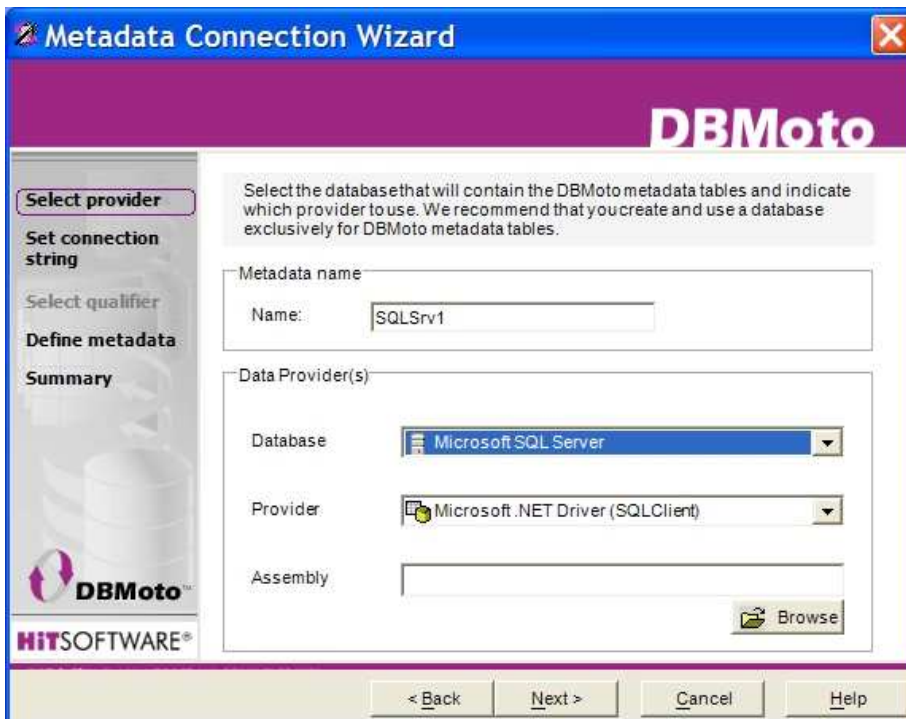 Metadata Connection Wizard
DBMoto
Select provider
Set connection
string
Select qualifier
Define metadata
Summary
DBMoto™
HiTSOFTWARE®
Select the database that will contain the DBMoto metadata tables and indicate
which provider to use. We recommend that you create and use a database
exclusively for DBMoto metadata tables.
Metadata name
Name:
SQLSrv1
Data Provider(s)
Database
Microsoft SQL Server
Provider
Microsoft .NET Driver (SQLClient)
Assembly
Browse
< Back
Next >
Cancel
Help